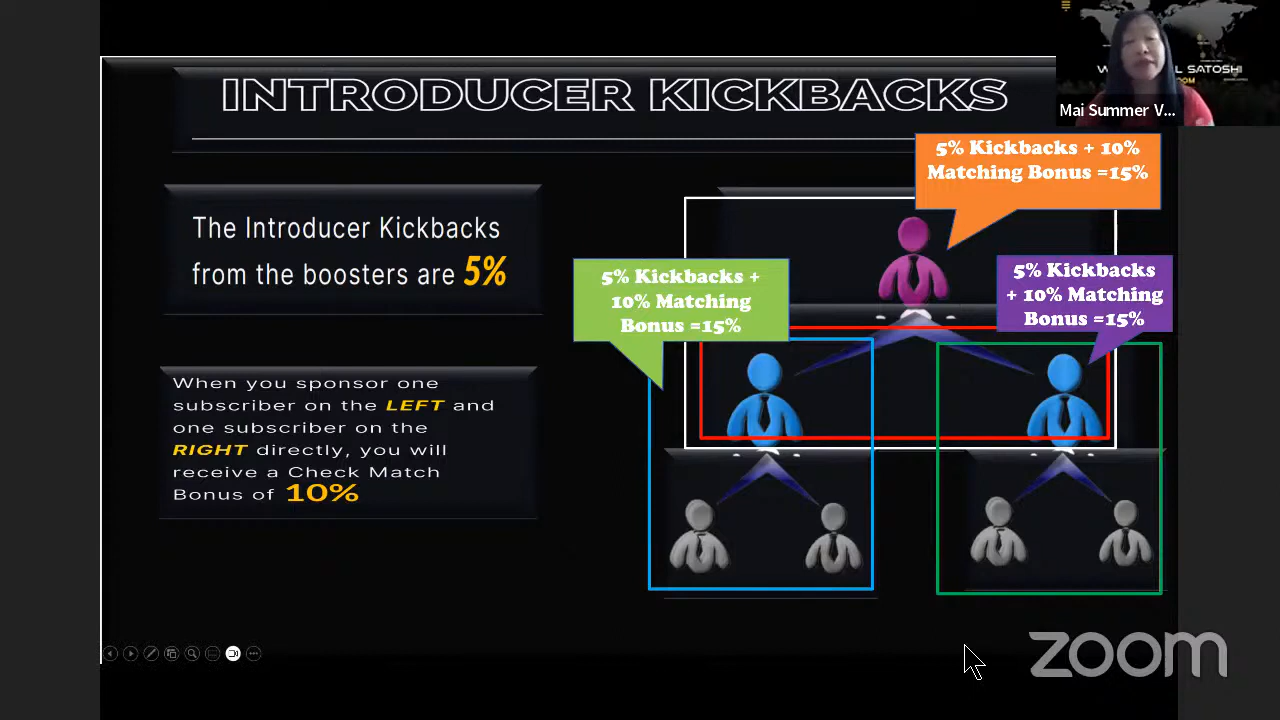 INTRODUCER KICKBACKS
L SATOSHI
Mai Summer V...
5% Kickbacks + 10%
Matching Bonus =15%
The Introducer Kickbacks
from the boosters are 5%
5% Kickbacks +
10% Matching
Bonus =15%
5% Kickbacks
+ 10% Matching
Bonus =15%
When you sponsor one
subscriber on the LEFT and
one subscriber on the
RIGHT directly, you will
receive a Check Match
Bonus of 10%
zoom